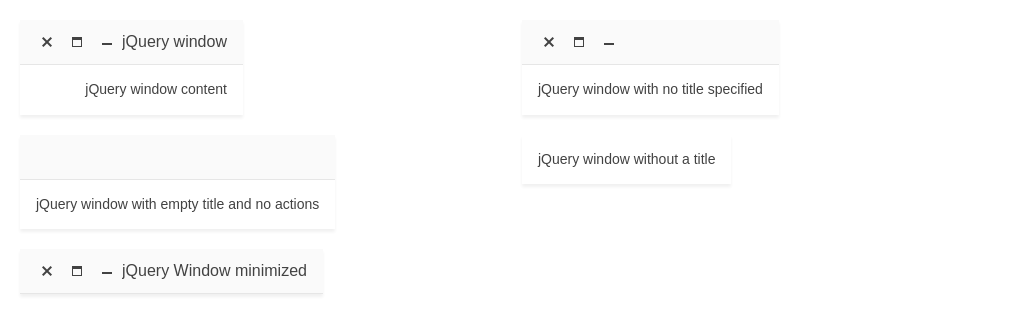 jQuery window
jQuery window content
jQuery window with empty title and no actions
jQuery Window minimized
jQuery window with no title specified
jQuery window without a title